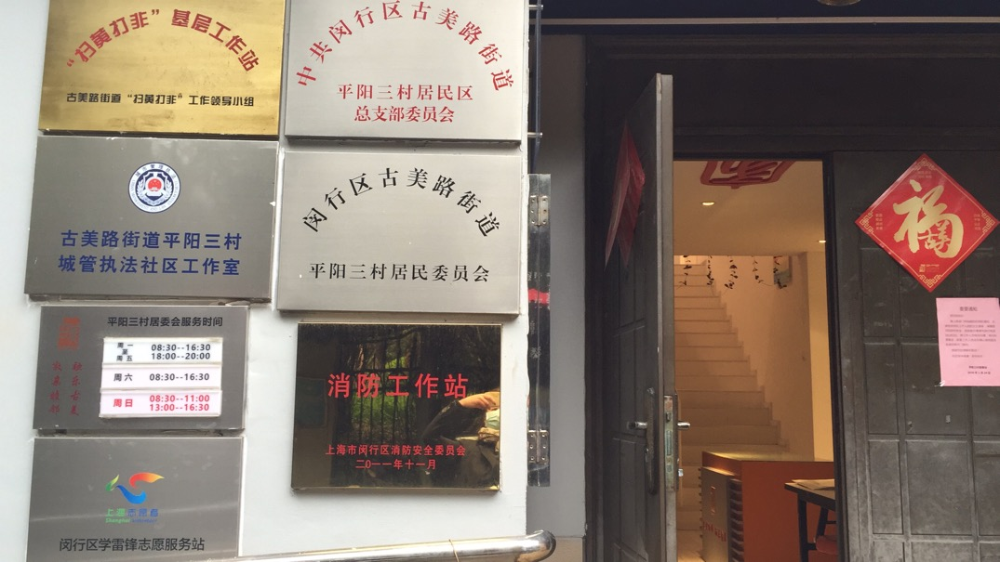 “扫黄打非”基层工作站
古美路街道“扫黄打非”工作领导小组
中共闵行区古美路街道
平阳三村居民区
总支部委员会
古美路街道平阳三村
城管执法社区工作室
闵行区古美路街道
平阳三村居民委员会
平阳三村居委会服务时间
周一至周五 08:30--16:30
18:00--20:00
周六 08:30--16:30
周日 08:30--11:00
13:00--16:30
消防工作站
上海市闵行区消防安全委员会
二〇一一年十一月
上海志愿者
Shanghai
闵行区学雷锋志愿服务站
福